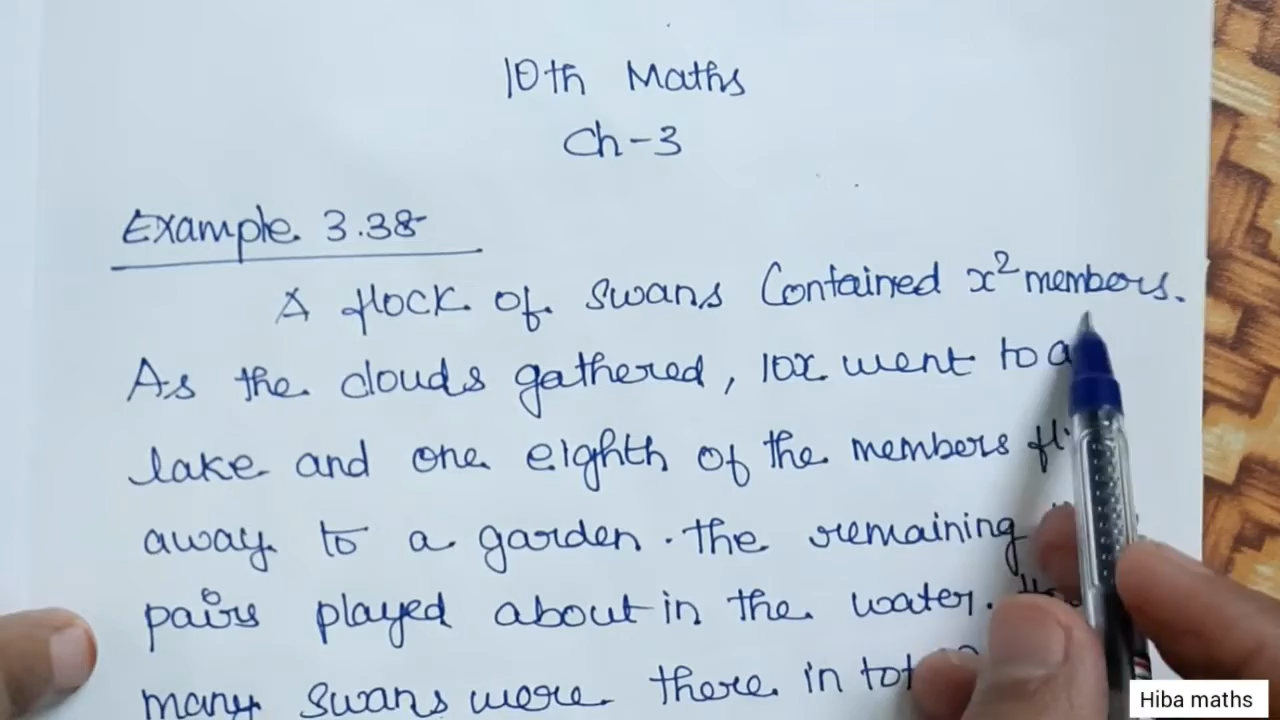 10th Maths
Ch-3
Example 3.38
A flock of swans Contained x² members.
As the clouds gathered, 10x went to a
lake and one eighth of the members
away to a garden. the remaining
pairs played about in the water.
many swans were there in
Hiba maths